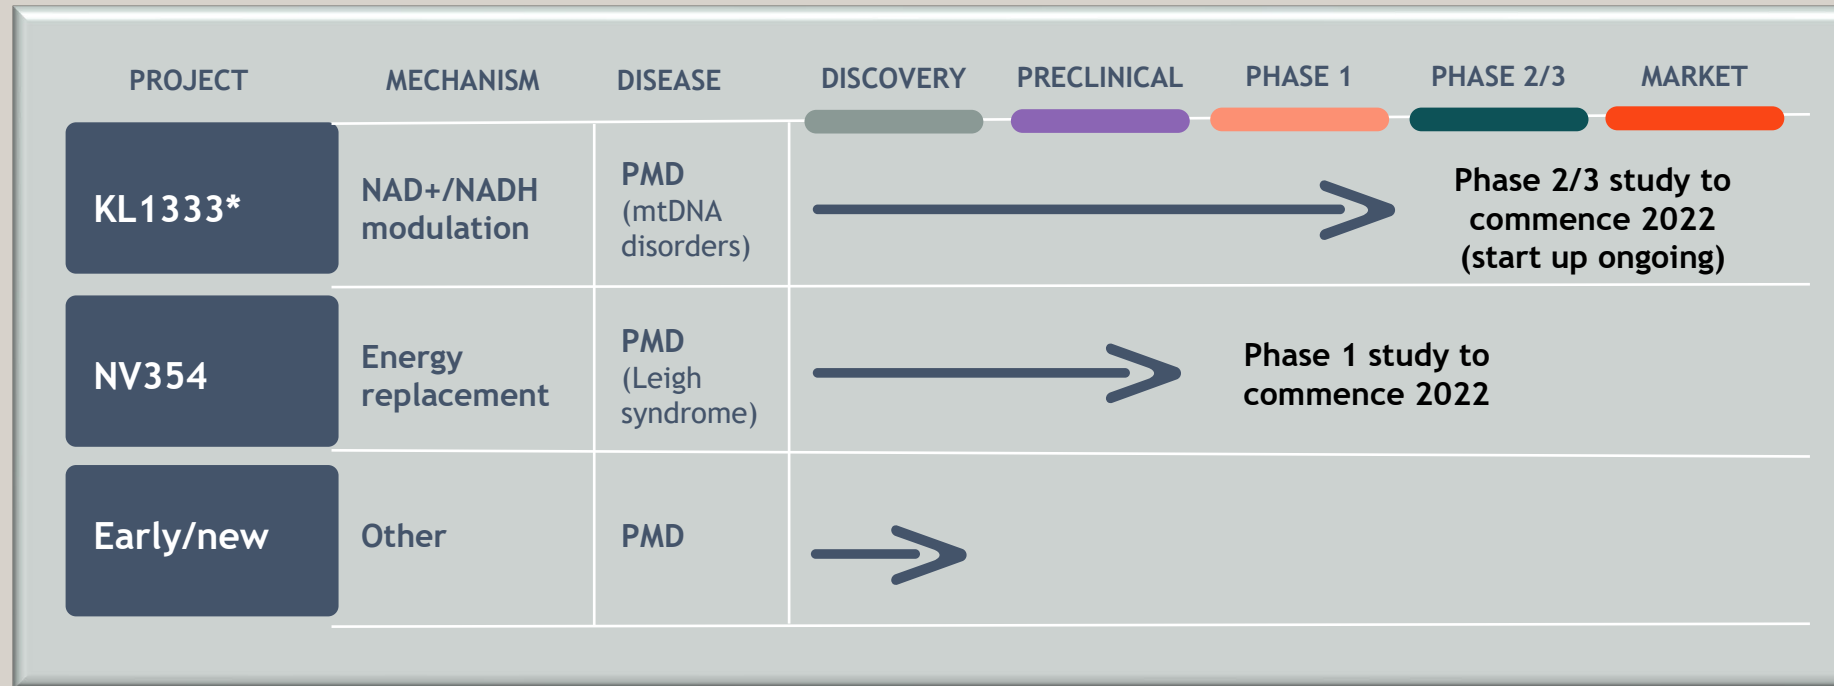 PROJECT MECHANISM DISEASE DISCOVERY PRECLINICAL PHASE 1 PHASE 2/3 MARKET
KL1333*
NAD+/NADH
modulation
PMD
(mtDNA
disorders)
Phase 2/3 study to
commence 2022
(start up ongoing)
NV354
Energy
replacement
PMD
(Leigh
syndrome)
Phase 1 study to
commence 2022
Early/new
Other
PMD